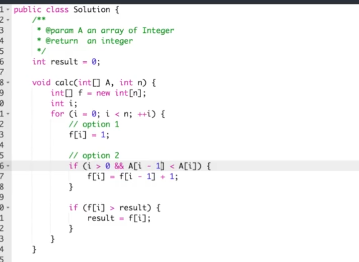 1 public class Solution {
2 /**
3 * @param A an array of Integer
4 * @return an integer
5 */
6 int result = 0;
7
8 void calc(int[] A, int n) {
9 int[] f = new int[n];
0 int i;
1 for (i = 0; i < n; ++i) {
2 // option 1
3 f[i] = 1;
4
5 // option 2
6 if (i > 0 && A[i - 1] < A[i]) {
7 f[i] = f[i - 1] + 1;
8 }
9
0 if (f[i] > result) {
1 result = f[i];
2 }
3 }
4 }
5